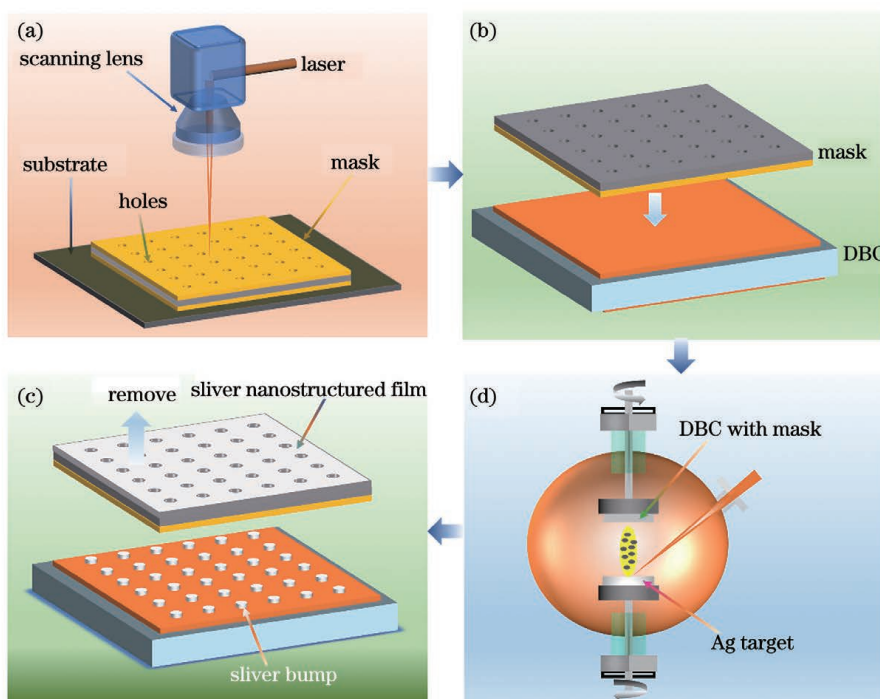 (a)
scanning lens
laser
substrate
mask
holes
(b)
mask
DBC
(c)
remove
sliver nanostructured film
sliver bump
(d)
DBC with mask
Ag target